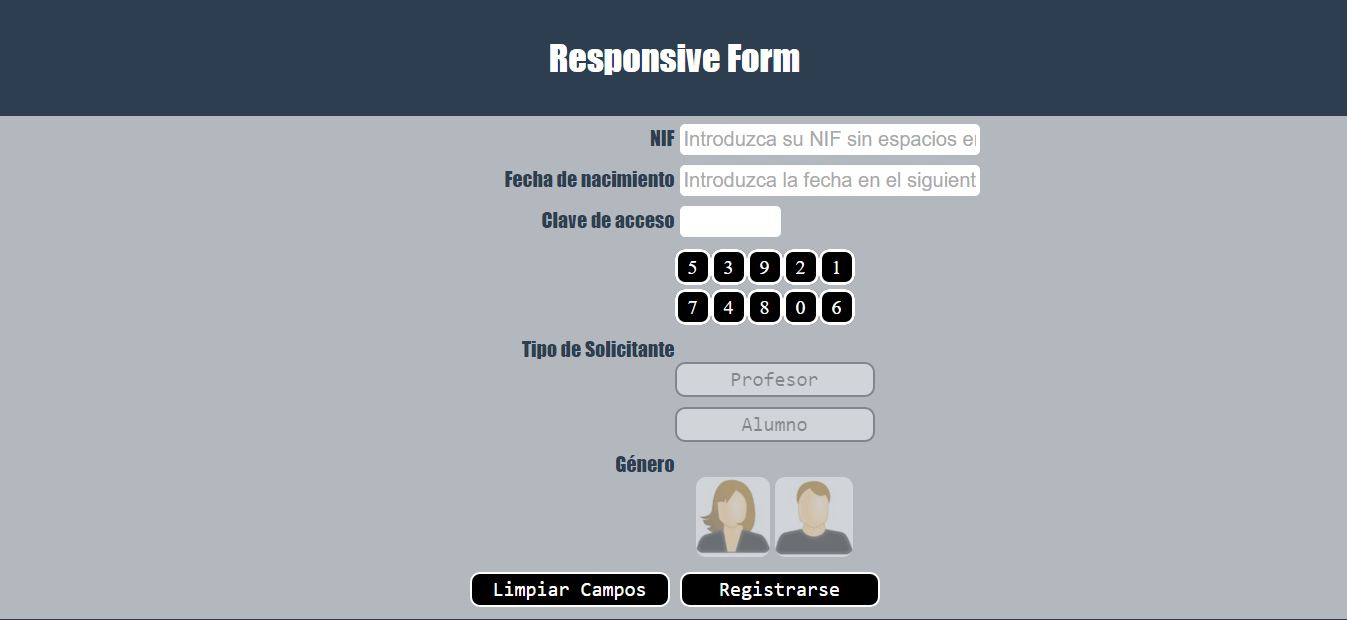 Responsive Form
NIF Introduzca su NIF sin espacios
Fecha de nacimiento Introduzca la fecha en el
Clave de acceso
5 3 9 2 1
7 4 8 0 6
Tipo de Solicitante
Profesor
Alumno
Género
Limpiar Campos Registrarse